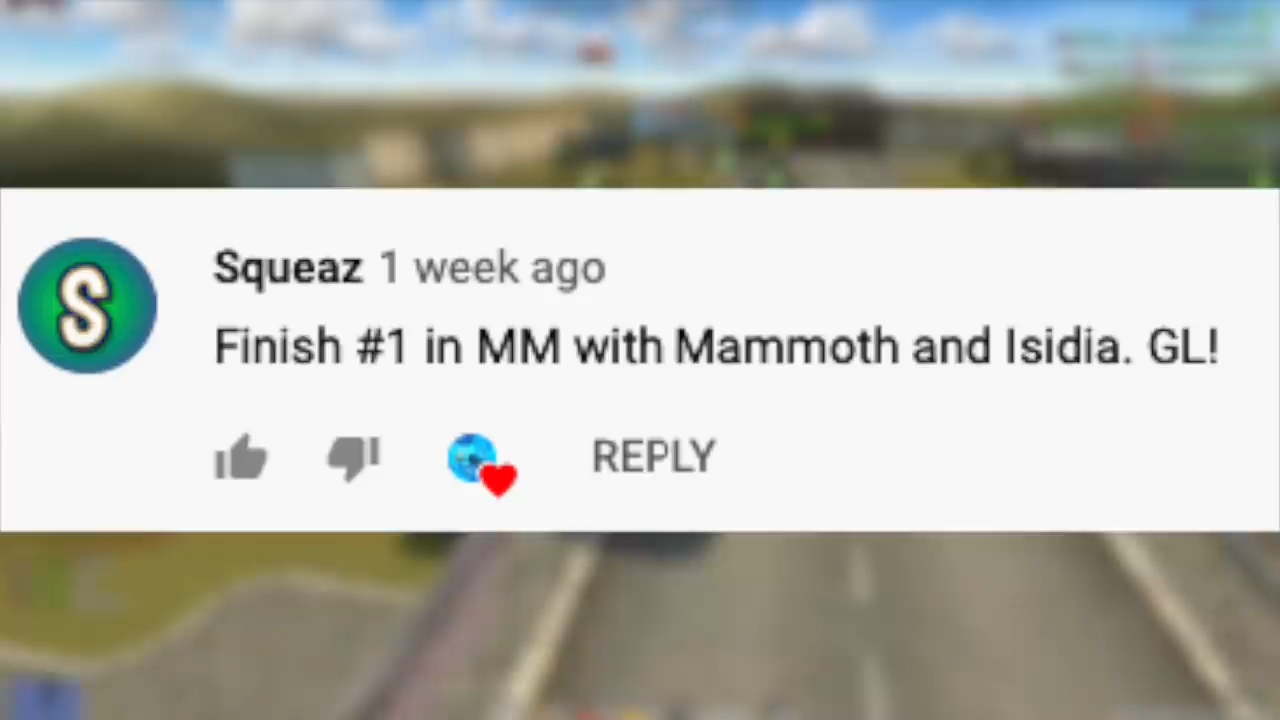 S
Squeaz 1 week ago
Finish #1 in MM with Mammoth and Isidia. GL!
REPLY